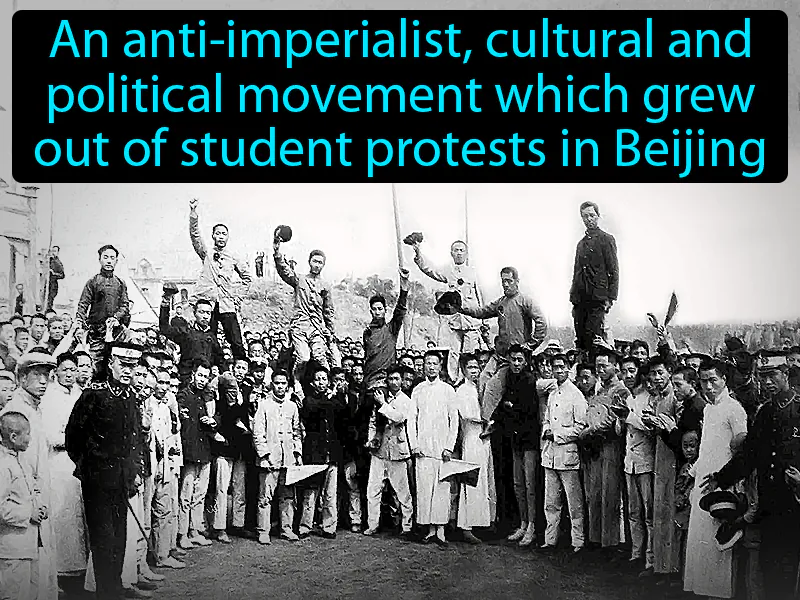 An anti-imperialist, cultural and
political movement which grew
out of student protests in Beijing